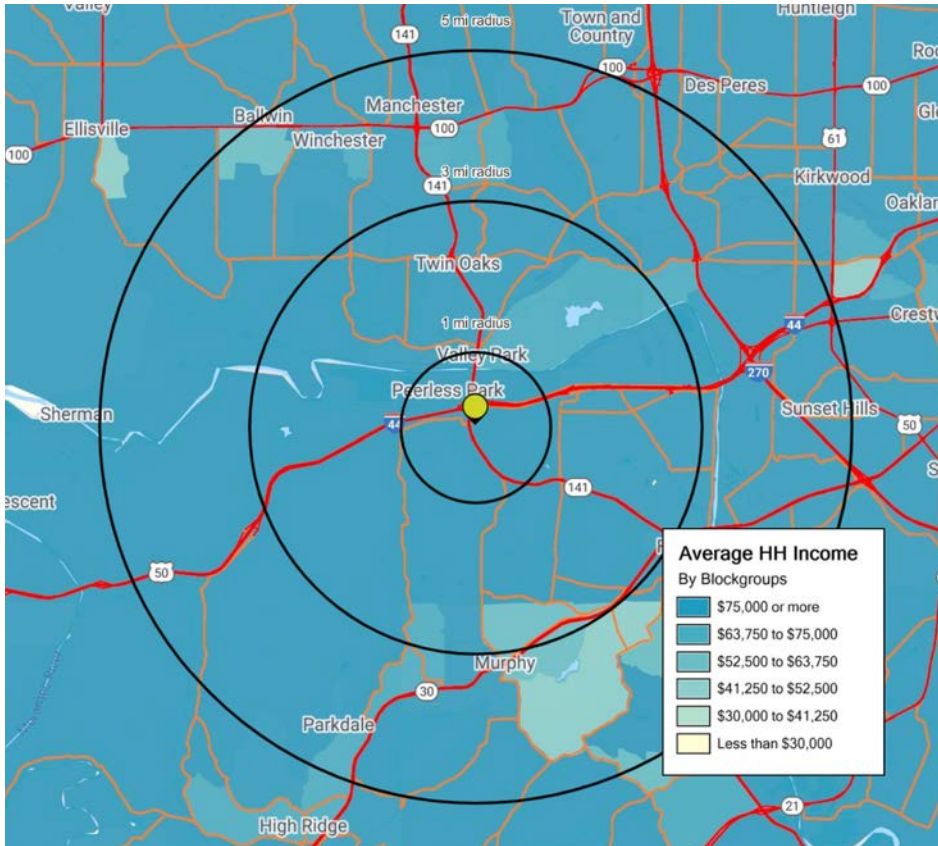 Valley
5 mi radius
Town and
Country
Huntleigh
141
100
100
Des Peres
Ballwin
Manchester
Ellisville
100
Winchester
61
100
3 mi radius
141
Kirkwood
Oaklan
Twin Oaks
1 mi radius
44
Crestw
Valley Park
270
Peerless Park
Sherman
44
Sunset Hills
50
escent
141
50
Murphy
30
Parkdale
High Ridge
21
Average HH Income
By Blockgroups
$75,000 or more
$63,750 to $75,000
$52,500 to $63,750
$41,250 to $52,500
$30,000 to $41,250
Less than $30,000